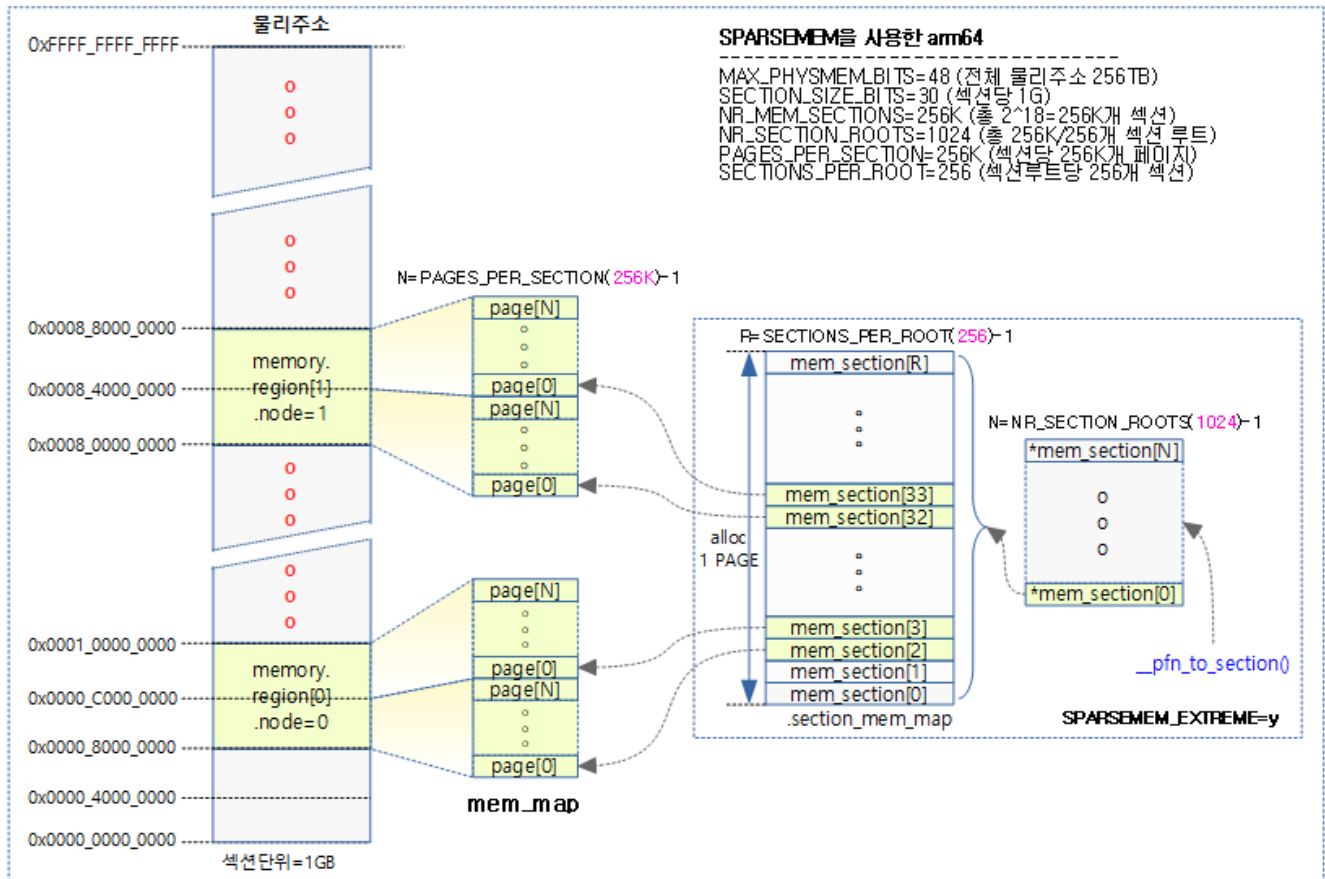 물리주소
0xFFFF_FFFF_FFFF
o
o
o
o
o
o
0x0008_8000_0000
memory.
region[1]
.node=1
0x0008_4000_0000
0x0008_0000_0000
o
o
o
o
o
o
0x0001_0000_0000
memory.
region[0]
.node=0
0x0000_C000_0000
0x0000_8000_0000
0x0000_4000_0000
0x0000_0000_0000
섹션단위=1GB
SPARSEMEM을 사용한 arm64
--------------------------------
MAX_PHYSMEM_BITS=48 (전체 물리주소 256TB)
SECTION_SIZE_BITS=30 (섹션당 1G)
NR_MEM_SECTIONS=256K (총 2^18=256K개 섹션)
NR_SECTION_ROOTS=1024 (총 256K/256개 섹션 루트)
PAGES_PER_SECTION=256K (섹션당 256K개 페이지)
SECTIONS_PER_ROOT=256 (섹션루트당 256개 섹션)
N=PAGES_PER_SECTION(256K)-1
page[N]
o
o
o
page[0]
page[N]
o
o
o
page[0]
page[N]
o
o
o
page[0]
page[N]
o
o
o
page[0]
mem_map
R=SECTIONS_PER_ROOT(256)-1
mem_section[R]
o
o
o
mem_section[33]
mem_section[32]
alloc
1 PAGE
o
o
o
mem_section[3]
mem_section[2]
mem_section[1]
mem_section[0]
.section_mem_map
N=NR_SECTION_ROOTS(1024)-1
*mem_section[N]
o
o
o
*mem_section[0]
__pfn_to_section()
SPARSEMEM_EXTREME=y